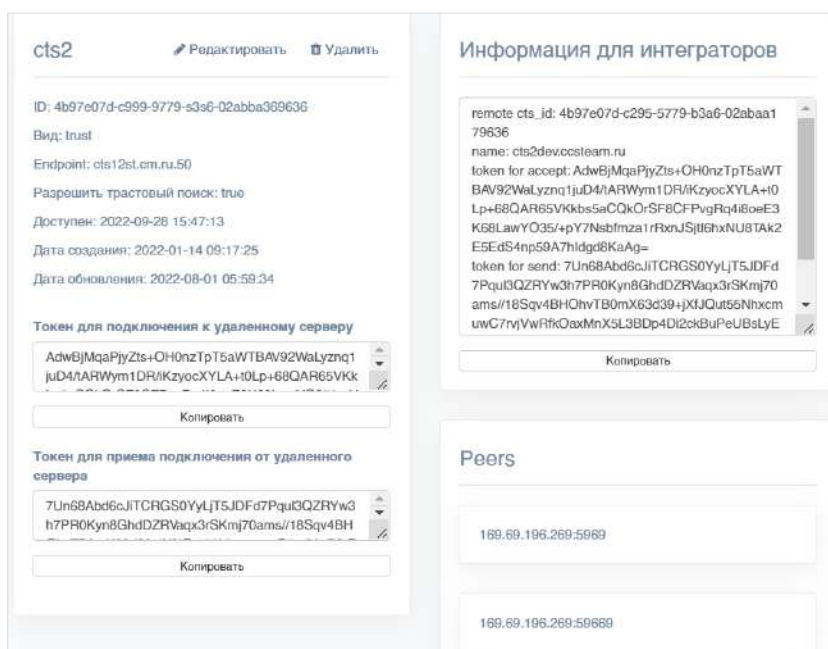 cts2
Редактировать
Удалить
ID: 4b97e07d-c999-9779-s3s6-02abba369636
Вид: trust
Endpoint: cts12st.cm.ru.50
Разрешить трастовый поиск: true
Доступен: 2022-09-28 15:47:13
Дата создания: 2022-01-14 09:17:25
Дата обновления: 2022-08-01 05:59:34
Токен для подключения к удаленному серверу
AdwBjMqaPjyZts+OH0nzTpT5aWTBAV92WaLyznq1
juD4/tARWym1DR/iKzyocXYLA+t0Lp+68QAR65VKk
Копировать
Токен для приема подключения от удаленного
сервера
7Un68Abd6cJiTCRGS0YyLjT5JDFd7PquI3QZRYw3
h7PR0Kyn8GhdDZRVaqx3rSKmj70ams//18Sqv4BH
Копировать
Информация для интеграторов
remote cts_id: 4b97e07d-c295-5779-b3a6-02abaa1
79636
name: cts2dev.ccsteam.ru
token for accept: AdwBjMqaPjyZts+OH0nzTpT5aWT
BAV92WaLyznq1juD4/tARWym1DR/iKzyocXYLA+t0
Lp+68QAR65VKkbs5aCQkOrSF8CFPvgRq4i8oeE3
K68LawYO35/+pY7Nsbfmza1rRxnJSjtI6hxNU8TAk2
E5EdS4np59A7hIdgd8KaAg=
token for send: 7Un68Abd6cJiTCRGS0YyLjT5JDFd
7PquI3QZRYw3h7PR0Kyn8GhdDZRVaqx3rSKmj70
ams//18Sqv4BHOhvTB0mX63d39+jXfJQut55Nhxcm
uwC7rvjVwRfkOaxMnX5L3BDp4Di2ckBuPeUBsLyE
Копировать
Peers
169.69.196.269:5969
169.69.196.269:59669